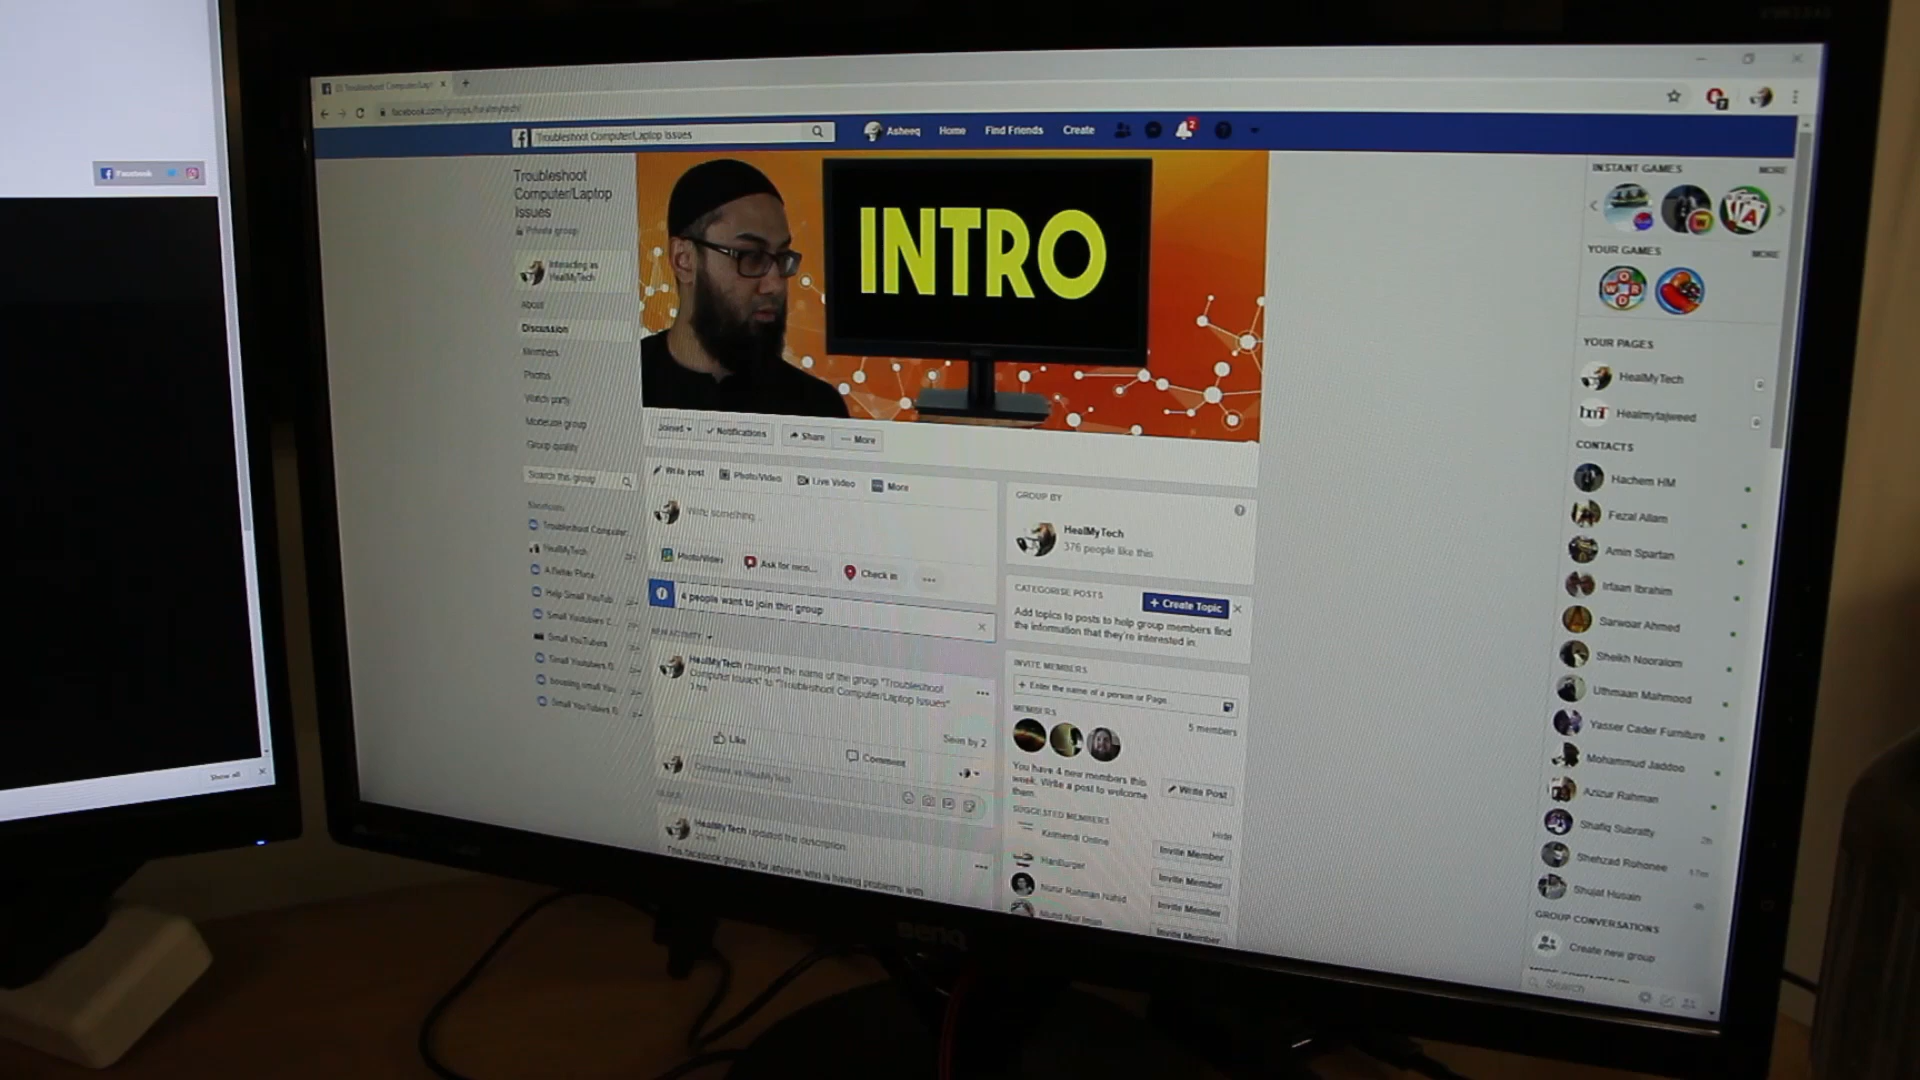 Facebook
Show all
Troubleshoot Computer/Lapt
facebook.com/groups/healmytech/
Troubleshoot Computer/Laptop Issues
Asheeq
Home
Find Friends
Create
2
Troubleshoot
Computer/Laptop
Issues
Private group
Interacting as
HealMyTech
About
Discussion
Members
Photos
Watch party
Moderate group
Group quality
Search this group
Shortcuts
Troubleshoot Computer
HealMyTech
A Better Place
Help Small YouTub
Small Youtubers C
Small YouTubers
Small Youtubers G
boosting small You
Small YouTubers G
INTRO
Joined
Notifications
Share
More
Write post
Photo/Video
Live Video
More
Write something...
Photo/Video
Ask for reco...
Check in
4 people want to join this group
NEW ACTIVITY
HealMyTech changed the name of the group "Troubleshoot
Computer Issues" to "Troubleshoot Computer/Laptop Issues"
3 hrs
Like
Comment
Seen by 2
Comment as HealMyTech
OLDER
HealMyTech updated the description
This facebook group is for anyone who is having problems with
GROUP BY
HealMyTech
376 people like this
CATEGORISE POSTS
+ Create Topic
Add topics to posts to help group members find
the information that they're interested in.
INVITE MEMBERS
+ Enter the name of a person or Page
MEMBERS
5 members
You have 4 new members this
week. Write a post to welcome
them.
Write Post
SUGGESTED MEMBERS
Hide
Online
Invite Member
HanBurger
Invite Member
Nurur Rahman Nahid
Invite Member
Invite Member
INSTANT GAMES
MORE
YOUR GAMES
MORE
YOUR PAGES
HealMyTech
Healmytajweed
CONTACTS
Hachem HM
Fezal Allam
Amin Spartan
Irfaan Ibrahim
Sarwoar Ahmed
Sheikh Nooralom
Uthmaan Mahmood
Yasser Cader Furniture
Mohammud Jaddoo
Azizur Rahman
Shafiq Subratty
2h
Shehzad Ruhonee
17m
Shujat Husain
GROUP CONVERSATIONS
Create new group
Search
BenQ